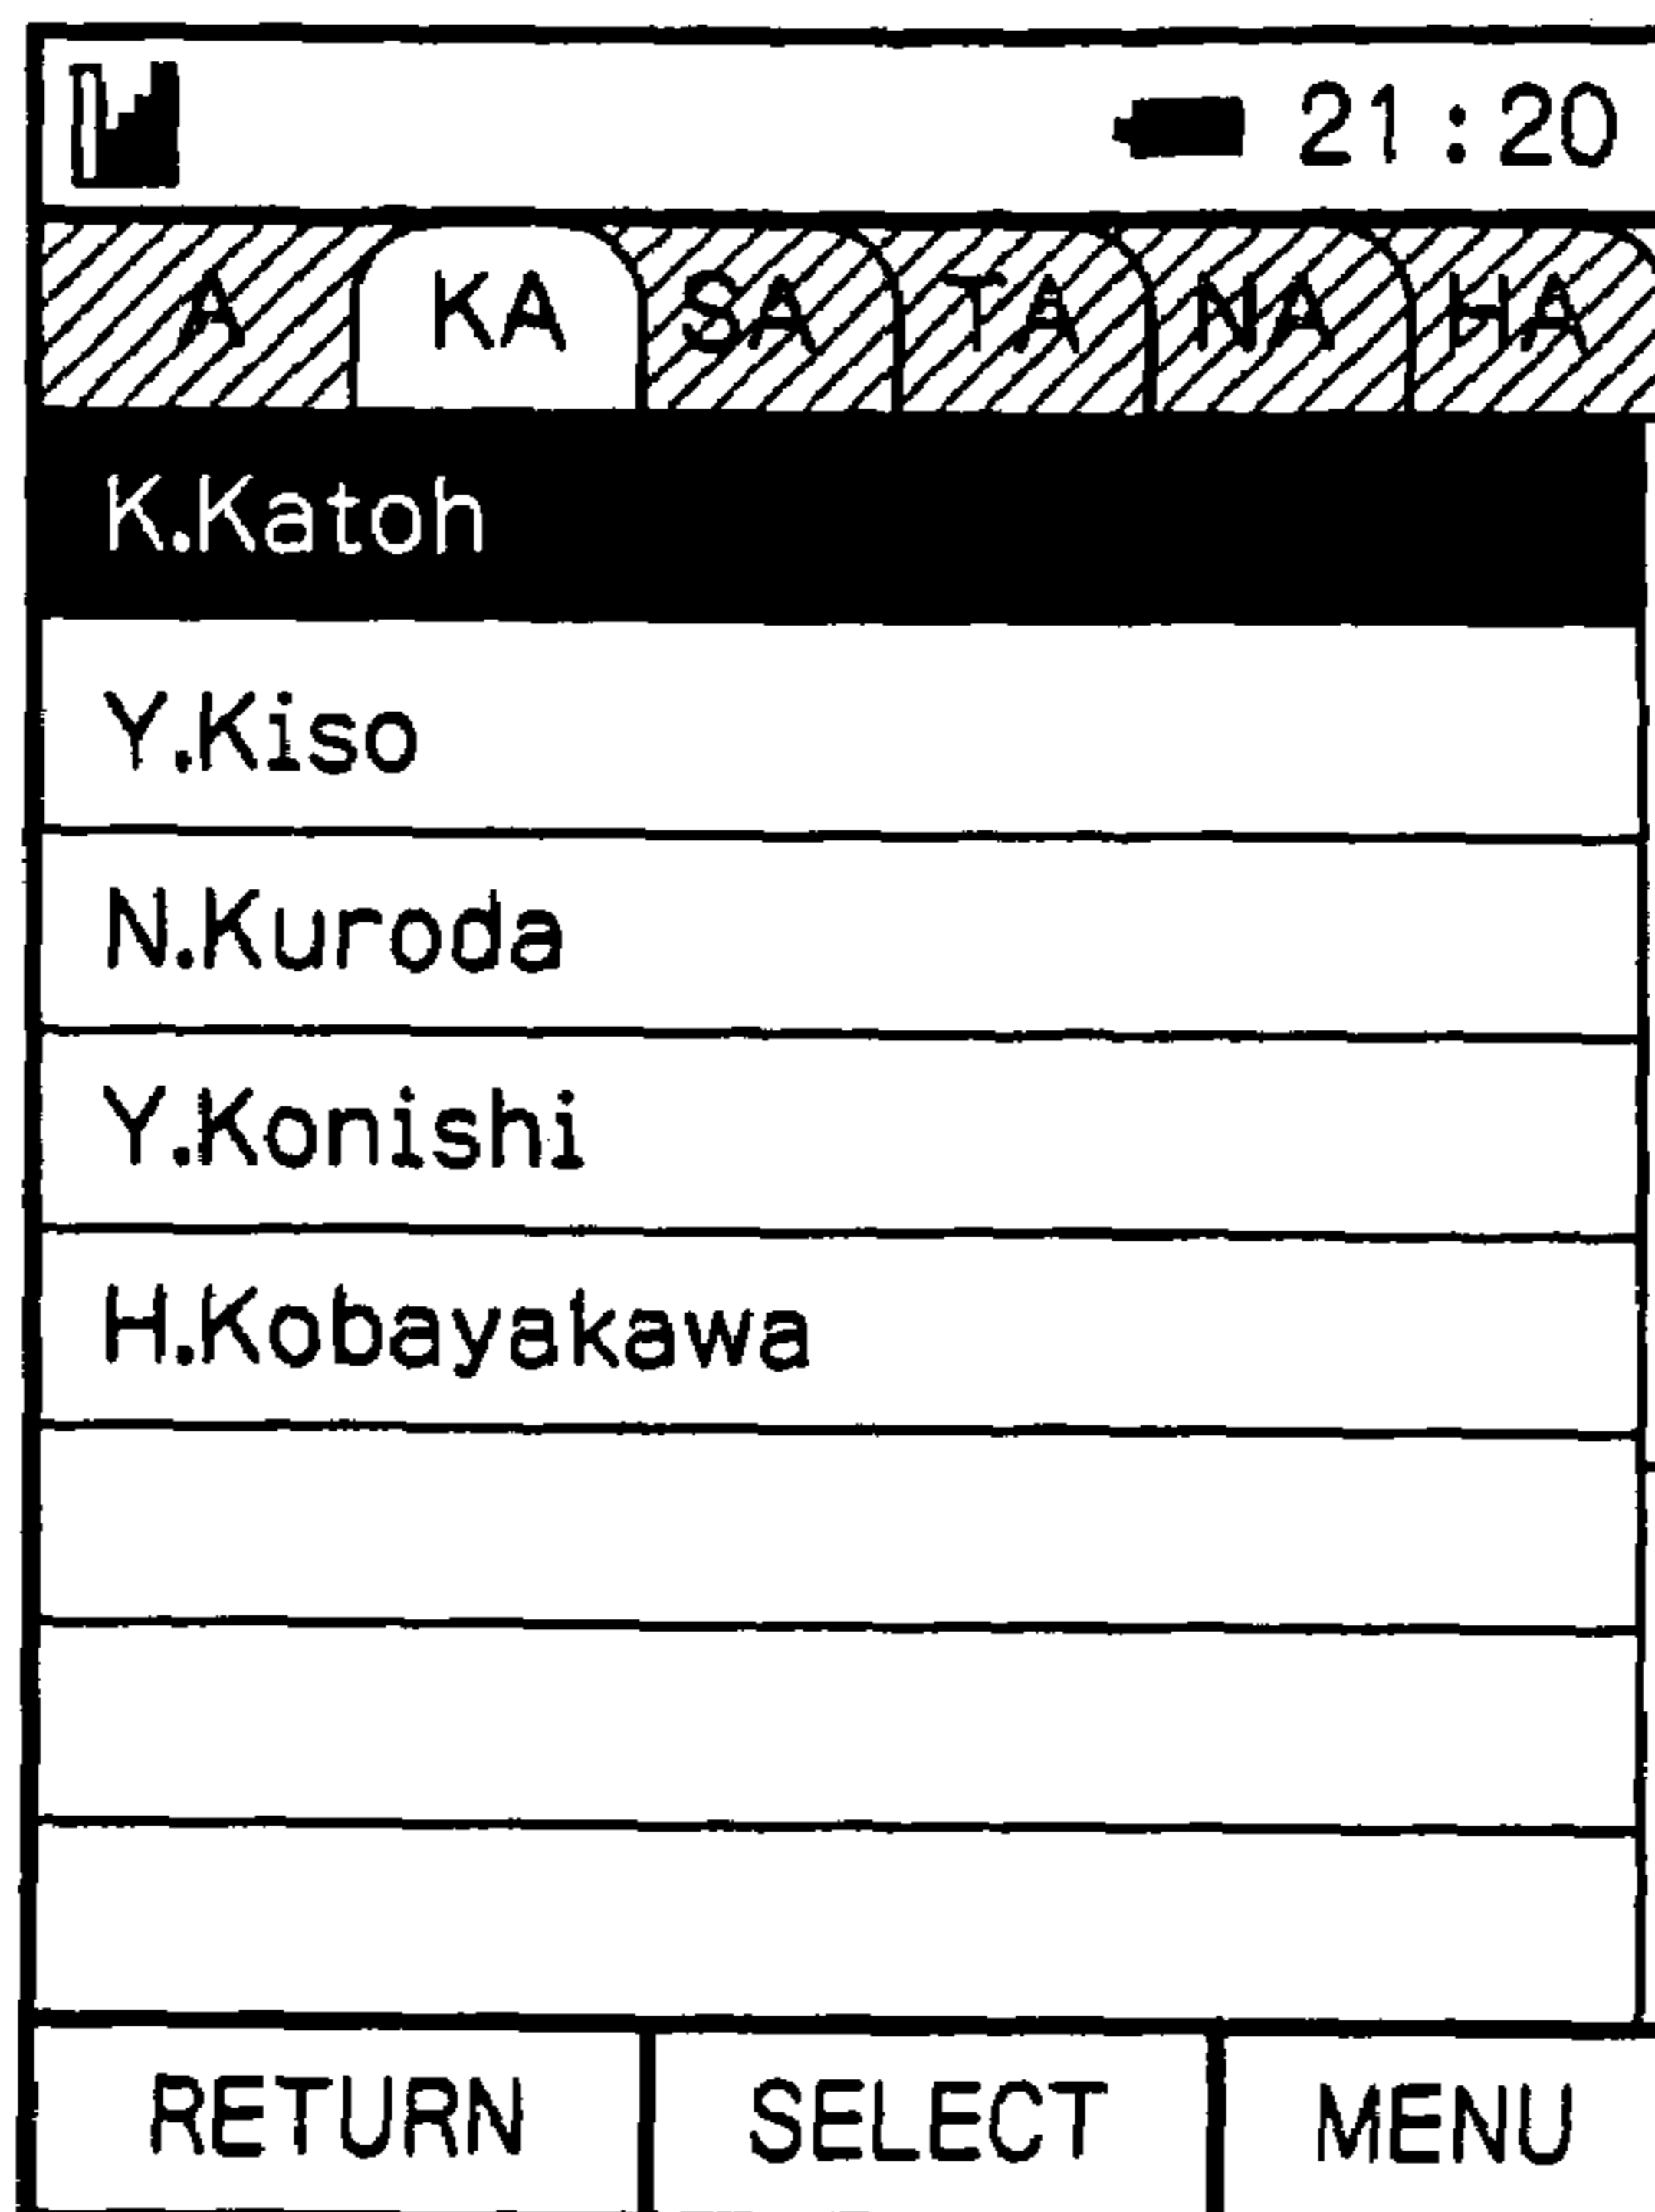 21:20
A KA SA TA NA HA
K.Katoh
Y.Kiso
N.Kuroda
Y.Konishi
H.Kobayakawa
RETURN SELECT MENU